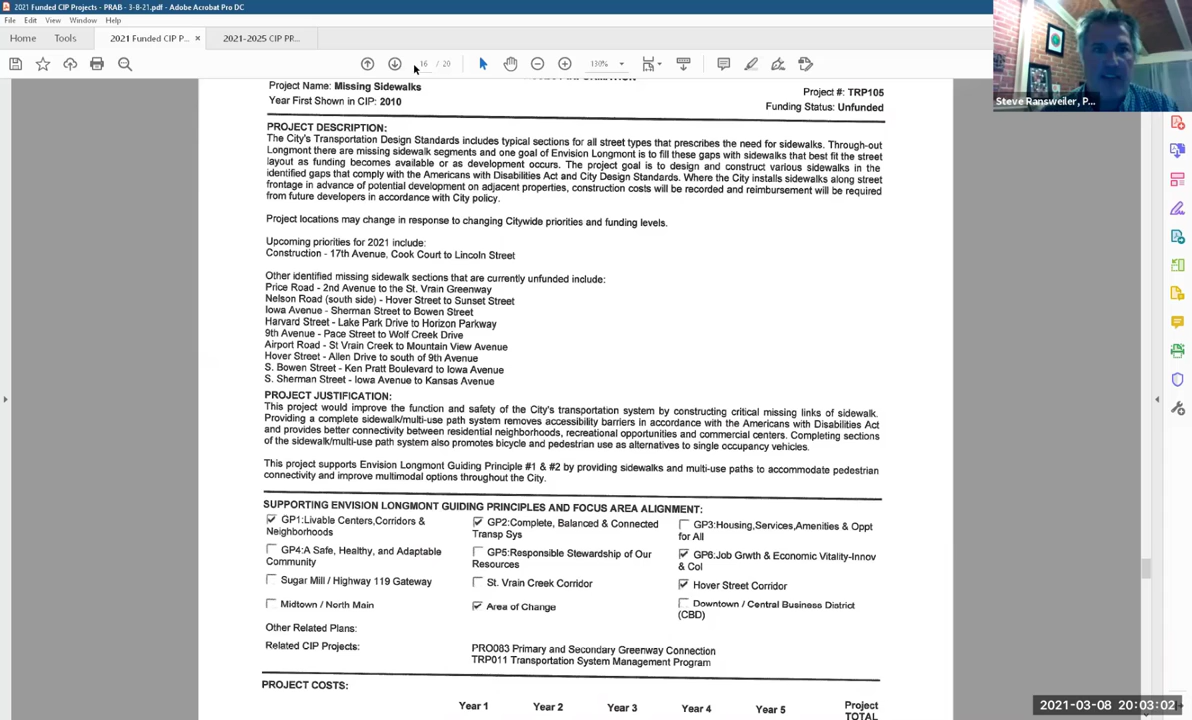 2021 Funded CIP Projects - PRAB - 3-8-21.pdf - Adobe Acrobat Pro DC
File Edit View Window Help
Home Tools 2021 Funded CIP P... × 2021-2025 CIP PR...
16 / 20 130%
Steve Ransweiler, P...
Project Name: Missing Sidewalks
Project #: TRP105
Year First Shown in CIP: 2010
Funding Status: Unfunded
PROJECT DESCRIPTION:
The City's Transportation Design Standards includes typical sections for all street types that prescribes the need for sidewalks. Through-out
Longmont there are missing sidewalk segments and one goal of Envision Longmont is to fill these gaps with sidewalks that best fit the street
layout as funding becomes available or as development occurs. The project goal is to design and construct various sidewalks in the
identified gaps that comply with the Americans with Disabilities Act and City Design Standards. Where the City installs sidewalks along street
frontage in advance of potential development on adjacent properties, construction costs will be recorded and reimbursement will be required
from future developers in accordance with City policy.
Project locations may change in response to changing Citywide priorities and funding levels.
Upcoming priorities for 2021 include:
Construction - 17th Avenue, Cook Court to Lincoln Street
Other identified missing sidewalk sections that are currently unfunded include:
Price Road - 2nd Avenue to the St. Vrain Greenway
Nelson Road (south side) - Hover Street to Sunset Street
Iowa Avenue - Sherman Street to Bowen Street
Harvard Street - Lake Park Drive to Horizon Parkway
9th Avenue - Pace Street to Wolf Creek Drive
Airport Road - St Vrain Creek to Mountain View Avenue
Hover Street - Allen Drive to south of 9th Avenue
S. Bowen Street - Ken Pratt Boulevard to Iowa Avenue
S. Sherman Street - Iowa Avenue to Kansas Avenue
PROJECT JUSTIFICATION:
This project would improve the function and safety of the City's transportation system by constructing critical missing links of sidewalk.
Providing a complete sidewalk/multi-use path system removes accessibility barriers in accordance with the Americans with Disabilities Act
and provides better connectivity between residential neighborhoods, recreational opportunities and commercial centers. Completing sections
of the sidewalk/multi-use path system also promotes bicycle and pedestrian use as alternatives to single occupancy vehicles.
This project supports Envision Longmont Guiding Principle #1 & #2 by providing sidewalks and multi-use paths to accommodate pedestrian
connectivity and improve multimodal options throughout the City.
SUPPORTING ENVISION LONGMONT GUIDING PRINCIPLES AND FOCUS AREA ALIGNMENT:
GP1:Livable Centers,Corridors &
Neighborhoods
GP2:Complete, Balanced & Connected
Transp Sys
GP3:Housing,Services,Amenities & Oppt
for All
GP4:A Safe, Healthy, and Adaptable
Community
GP5:Responsible Stewardship of Our
Resources
GP6:Job Grwth & Economic Vitality-Innov
& Col
Sugar Mill / Highway 119 Gateway
St. Vrain Creek Corridor
Hover Street Corridor
Midtown / North Main
Area of Change
Downtown / Central Business District
(CBD)
Other Related Plans:
Related CIP Projects:
PRO083 Primary and Secondary Greenway Connection
TRP011 Transportation System Management Program
PROJECT COSTS:
Year 1 Year 2 Year 3 Year 4 Year 5 Project
TOTAL
2021-03-08 20:03:02